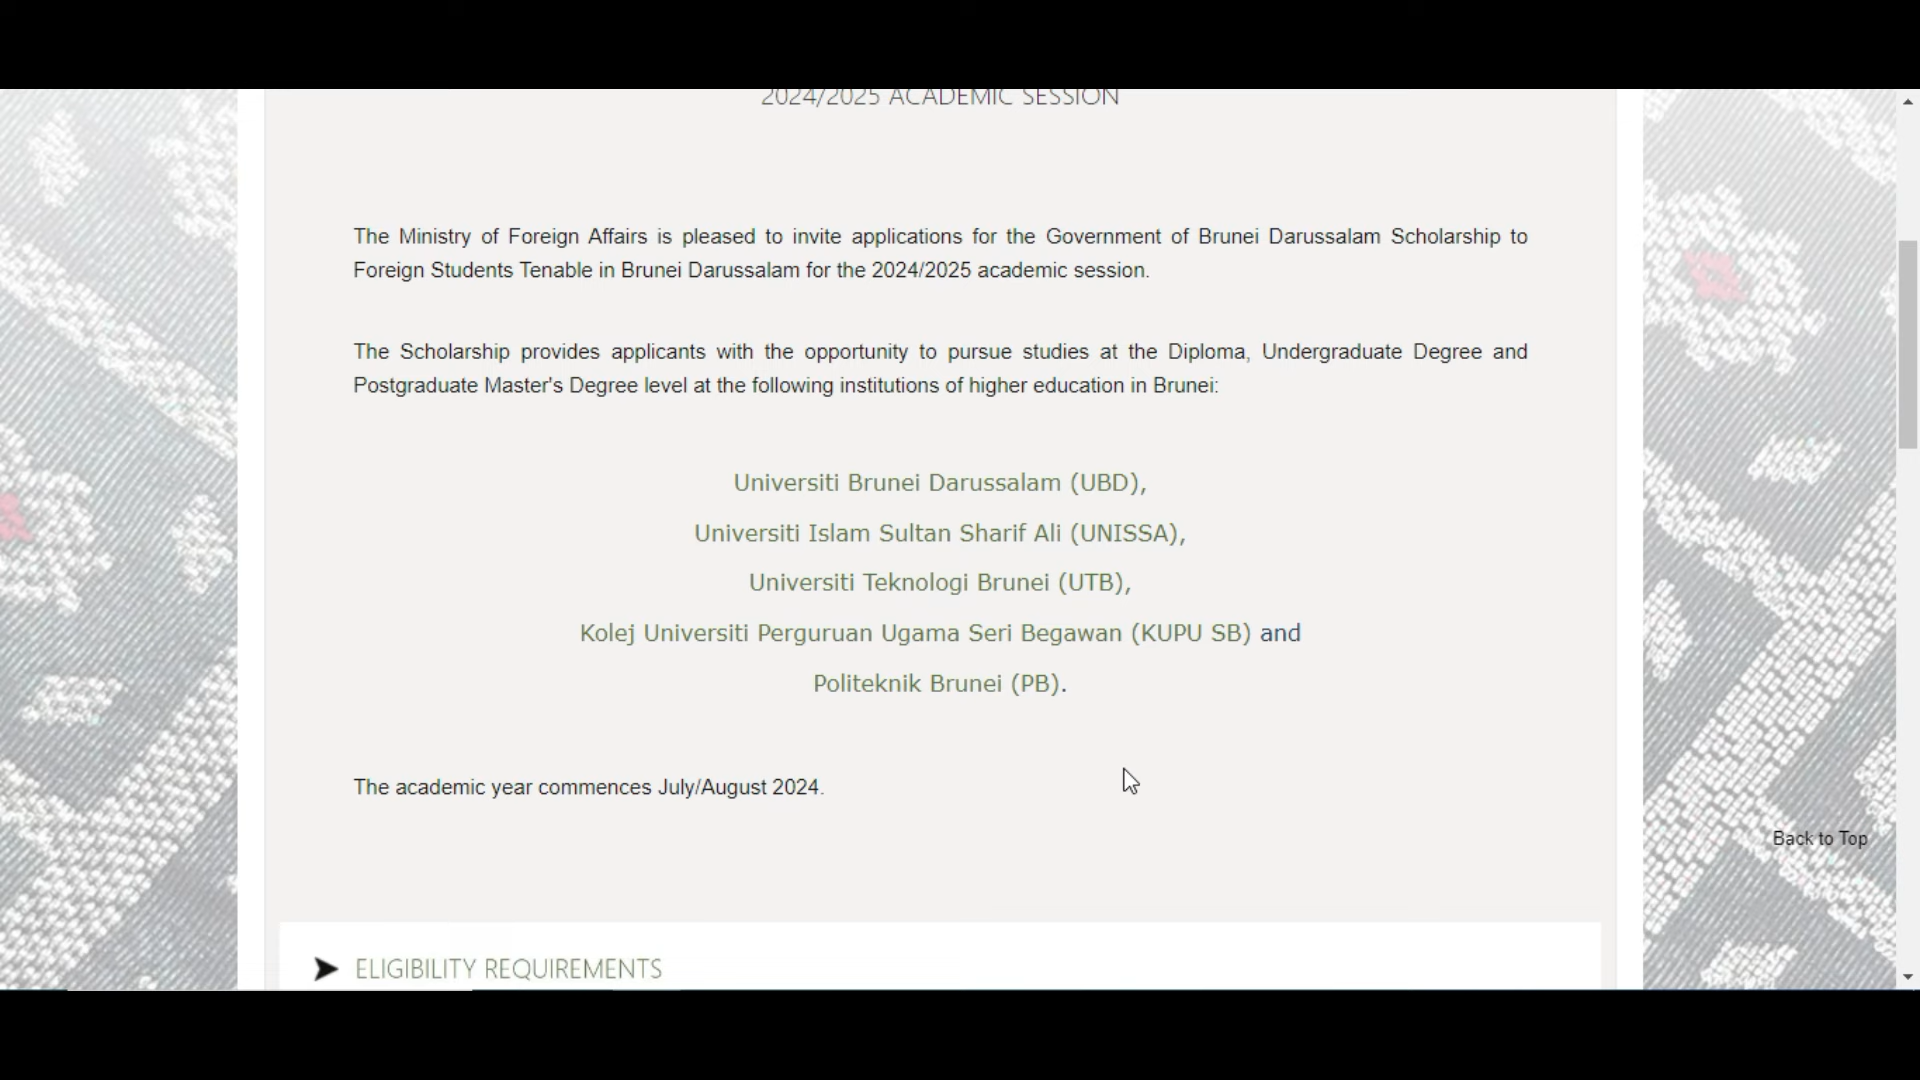 2024/2025 ACADEMIC SESSION
The Ministry of Foreign Affairs is pleased to invite applications for the Government of Brunei Darussalam Scholarship to
Foreign Students Tenable in Brunei Darussalam for the 2024/2025 academic session.
The Scholarship provides applicants with the opportunity to pursue studies at the Diploma, Undergraduate Degree and
Postgraduate Master's Degree level at the following institutions of higher education in Brunei:
Universiti Brunei Darussalam (UBD),
Universiti Islam Sultan Sharif Ali (UNISSA),
Universiti Teknologi Brunei (UTB),
Kolej Universiti Perguruan Ugama Seri Begawan (KUPU SB) and
Politeknik Brunei (PB).
The academic year commences July/August 2024.
Back to Top
ELIGIBILITY REQUIREMENTS